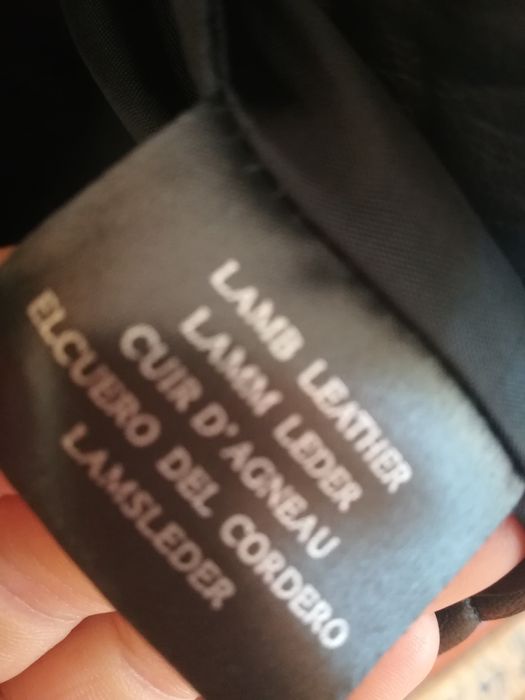 LAMB LEATHER
LAMM LEDER
CUIR D'AGNEAU
ELCUERO DEL CORDERO
LAMSLEDER